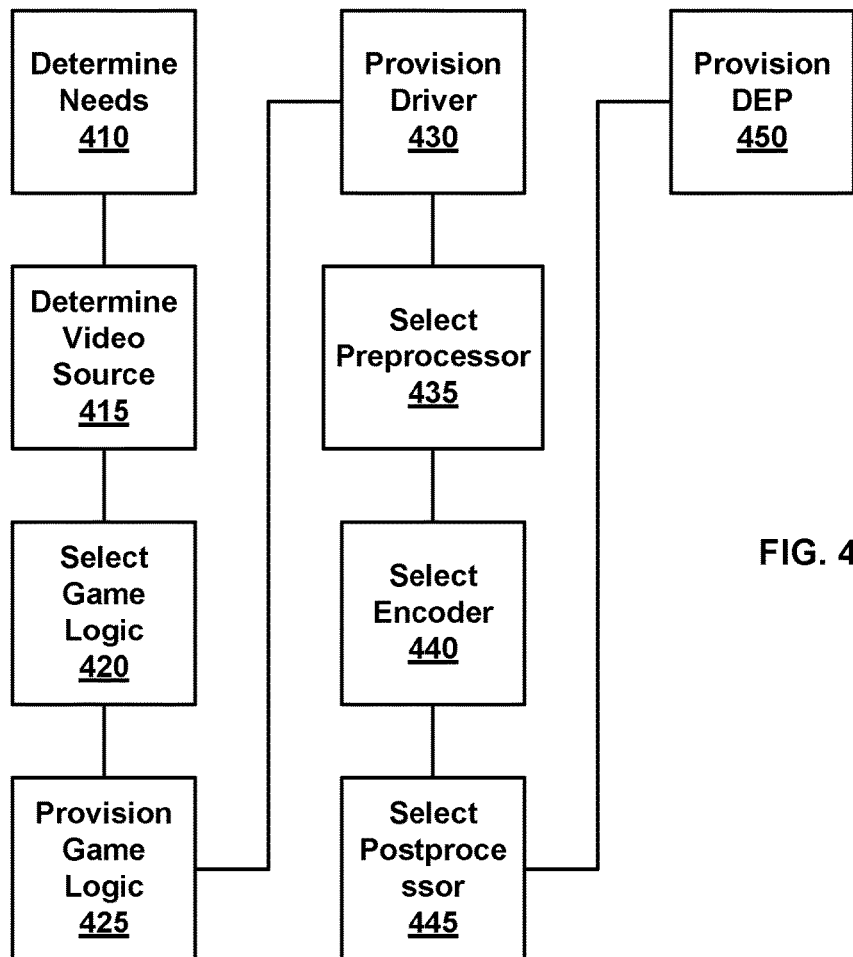 Determine
Needs
410
Determine
Video
Source
415
Select
Game
Logic
420
Provision
Game
Logic
425
Provision
Driver
430
Select
Preprocessor
435
Select
Encoder
440
Select
Postproce
ssor
445
Provision
DEP
450
FIG. 4